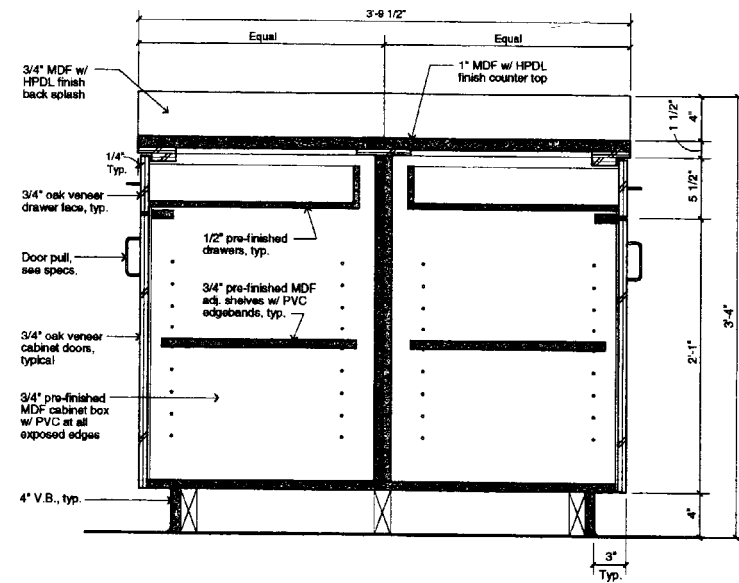 3'-9 1/2"
Equal
Equal
3/4" MDF w/
HPDL finish
back splash
1" MDF w/ HPDL
finish counter top
4"
1 1/2"
1/4"
Typ.
5 1/2"
3/4" oak veneer
drawer face, typ.
1/2" pre-finished
drawers, typ.
Door pull,
see specs.
3/4" pre-finished MDF
adj. shelves w/ PVC
edgebands, typ.
3'-4"
3/4" oak veneer
cabinet doors,
typical
2'-1"
3/4" pre-finished
MDF cabinet box
w/ PVC at all
exposed edges
4" V.B., typ.
4"
3"
Typ.